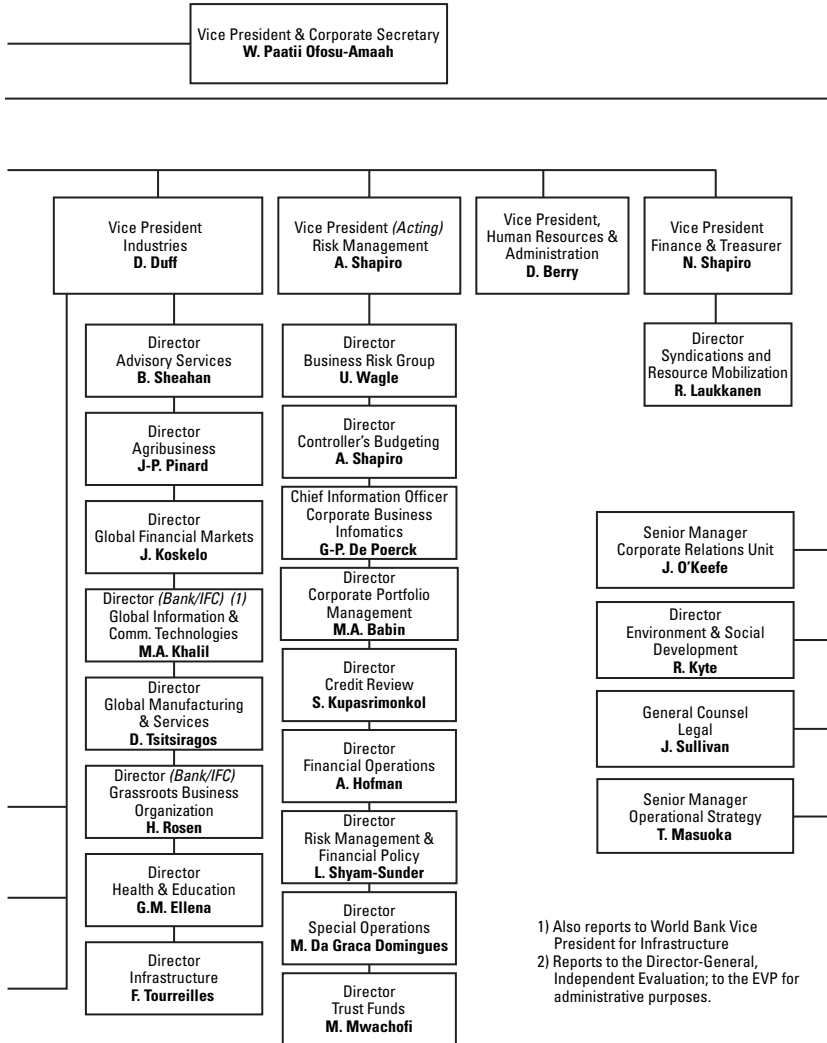 Vice President & Corporate Secretary
W. Paatii Ofosu-Amaah
Vice President
Industries
D. Duff
Vice President (Acting)
Risk Management
A. Shapiro
Vice President,
Human Resources &
Administration
D. Berry
Vice President
Finance & Treasurer
N. Shapiro
Director
Advisory Services
B. Sheahan
Director
Agribusiness
J-P. Pinard
Director
Global Financial Markets
J. Koskelo
Director (Bank/IFC) (1)
Global Information &
Comm. Technologies
M.A. Khalil
Director
Global Manufacturing
& Services
D. Tsitsiragos
Director (Bank/IFC)
Grassroots Business
Organization
H. Rosen
Director
Health & Education
G.M. Ellena
Director
Infrastructure
F. Tourreilles
Director
Business Risk Group
U. Wagle
Director
Controller's Budgeting
A. Shapiro
Chief Information Officer
Corporate Business
Infomatics
G-P. De Poerck
Director
Corporate Portfolio
Management
M.A. Babin
Director
Credit Review
S. Kupasrimonkol
Director
Financial Operations
A. Hofman
Director
Risk Management &
Financial Policy
L. Shyam-Sunder
Director
Special Operations
M. Da Graca Domingues
Director
Trust Funds
M. Mwachofi
Director
Syndications and
Resource Mobilization
R. Laukkanen
Senior Manager
Corporate Relations Unit
J. O'Keefe
Director
Environment & Social
Development
R. Kyte
General Counsel
Legal
J. Sullivan
Senior Manager
Operational Strategy
T. Masuoka
1) Also reports to World Bank Vice
President for Infrastructure
2) Reports to the Director-General,
Independent Evaluation; to the EVP for
administrative purposes.